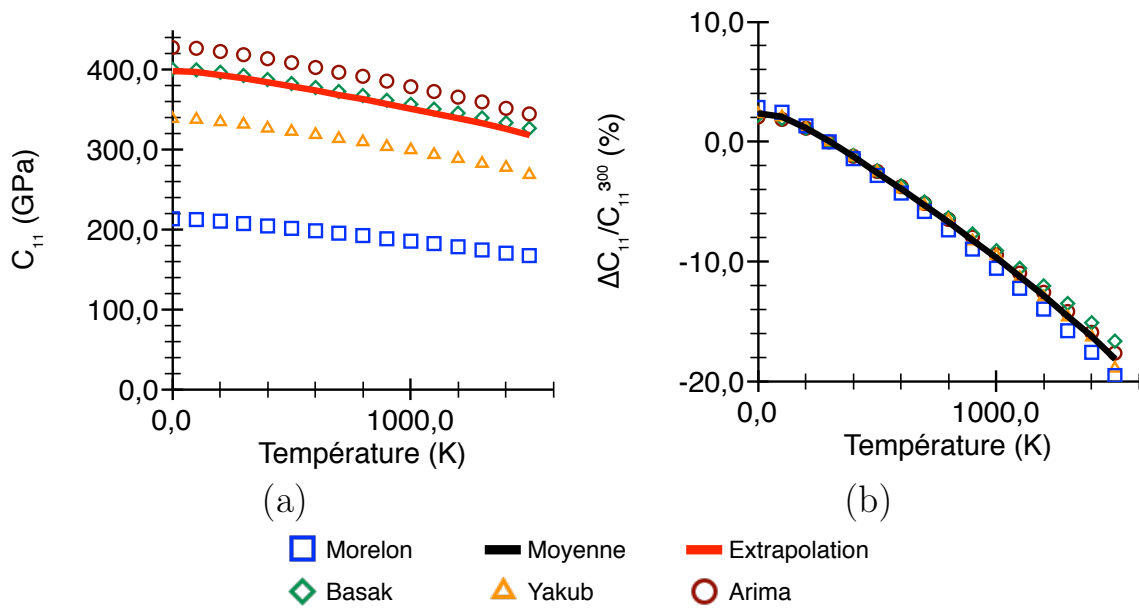 C₁₁ (GPa)
400,0
300,0
200,0
100,0
0,0
0,0
1000,0
Température (K)
(a)
ΔC₁₁/C₁₁³⁰⁰ (%)
10,0
0,0
-10,0
-20,0
0,0
1000,0
Température (K)
(b)
Morelon
Moyenne
Extrapolation
Basak
Yakub
Arima